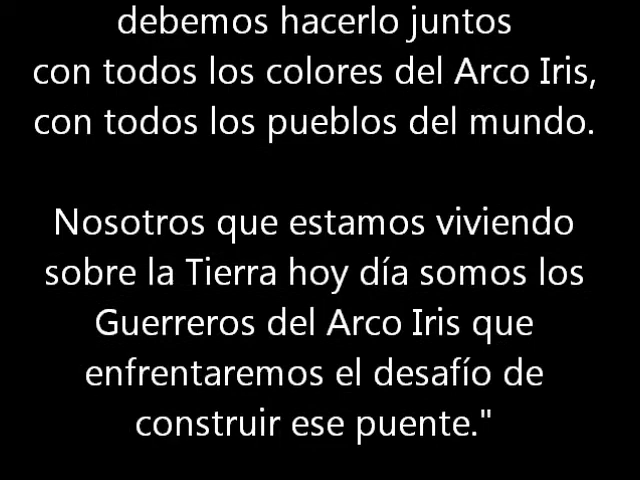 debemos hacerlo juntos
con todos los colores del Arco Iris,
con todos los pueblos del mundo.
Nosotros que estamos viviendo
sobre la Tierra hoy día somos los
Guerreros del Arco Iris que
enfrentaremos el desafío de
construir ese puente."